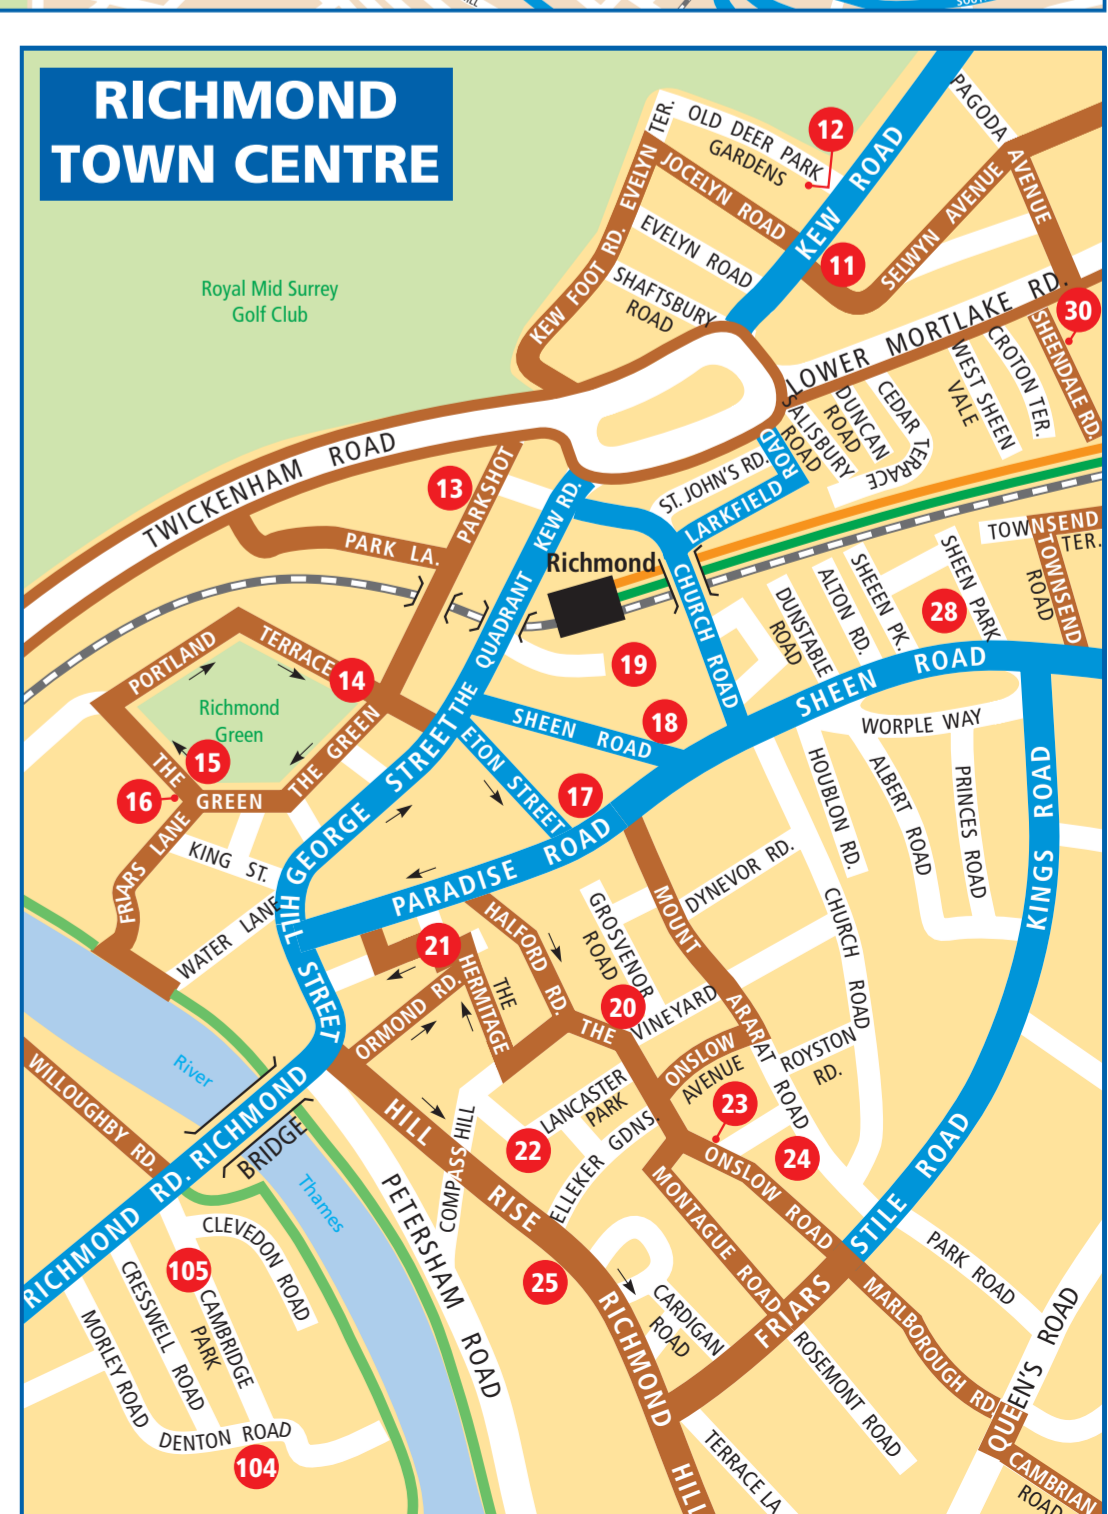 RICHMOND
TOWN CENTRE
PAGODA AVENUE
EVELYN TER.
OLD DEER PARK
GARDENS
12
KEW ROAD
JOCELYN ROAD
SELWYN AVENUE
11
EVELYN ROAD
KEW FOOT RD.
SHAFTSBURY
ROAD
Royal Mid Surrey
Golf Club
LOWER MORTLAKE RD.
30
SHEENDALE RD.
CROTON TER.
WEST SHEEN
VALE
CEDAR TERRACE
DUNCAN
ROAD
SALISBURY
ROAD
TWICKENHAM ROAD
13
PARKSHOT
KEW RD.
ST. JOHN'S RD.
LARKFIELD ROAD
PARK LA.
Richmond
TOWNSEND
TER.
TOWNSEND
ROAD
SHEEN PARK
SHEEN PK.
ALTON RD.
DUNSTABLE
ROAD
28
CHURCH ROAD
THE QUADRANT
PORTLAND TERRACE
14
19
Richmond
Green
18
SHEEN ROAD
SHEEN ROAD
WORPLE WAY
15
THE GREEN
16
THE GREEN
ETON STREET
17
GEORGE STREET
HOUBLON RD.
ALBERT ROAD
PRINCES ROAD
KINGS ROAD
FRIARS LANE
KING ST.
PARADISE ROAD
DYNEVOR RD.
WATER LANE
HILL STREET
MOUNT ARARAT ROAD
CHURCH ROAD
GROSVENOR
ROAD
HALFORD RD.
21
THE
HERMITAGE
ORMOND RD.
20
THE VINEYARD
ONSLOW
AVENUE
ROYSTON
RD.
River
WILLOUGHBY RD.
RICHMOND
BRIDGE
RICHMOND RD.
LANCASTER
PARK
23
22
ELLEKER GDNS.
24
ONSLOW ROAD
HILL RISE
COMPASS HILL
Thames
PETERSHAM ROAD
MONTAGUE ROAD
FRIARS STILE ROAD
PARK ROAD
CLEVEDON ROAD
105
CAMBRIDGE
PARK
CRESSWELL ROAD
MORLEY ROAD
25
CARDIGAN
ROAD
RICHMOND HILL
ROSEMONT ROAD
MARLBOROUGH RD.
QUEEN'S ROAD
DENTON ROAD
104
TERRACE LA
CAMBRIAN
ROAD